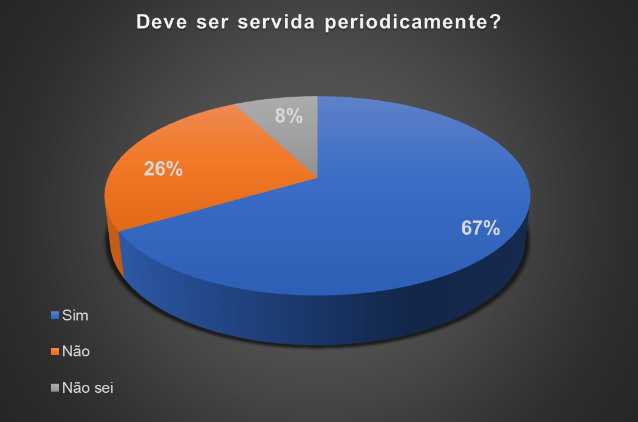 Deve ser servida periodicamente?
8%
26%
67%
Sim
Não
Não sei